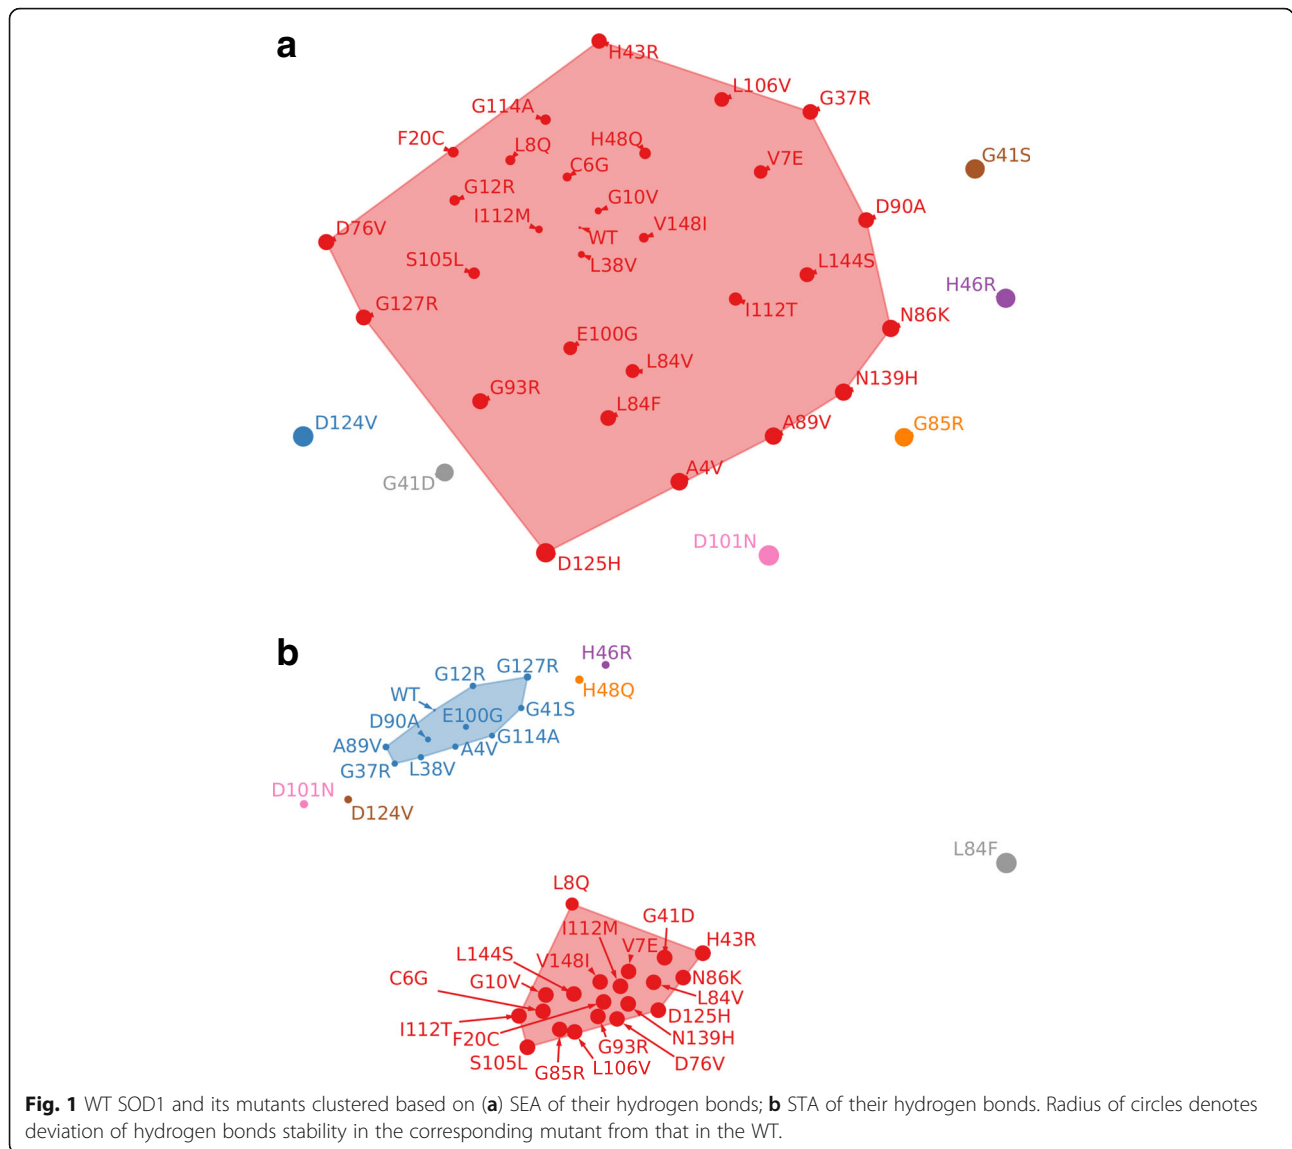 a
H43R
L106V
G37R
G114A
F20C
L8Q
H48Q
C6G
V7E
G41S
G12R
G10V
I112M
D90A
V148I
WT
D76V
S105L
L38V
L144S
H46R
G127R
I112T
N86K
E100G
L84V
N139H
G93R
L84F
D124V
A89V
G85R
A4V
G41D
D101N
D125H
b
H46R
G127R
G12R
H48Q
WT
G41S
E100G
D90A
G114A
A89V
A4V
G37R
L38V
D101N
D124V
L84F
L8Q
G41D
I112M
H43R
V7E
L144S
V148I
C6G
G10V
N86K
L84V
D125H
I112T
F20C
N139H
G93R
S105L
D76V
L106V
G85R
Fig. 1 WT SOD1 and its mutants clustered based on (a) SEA of their hydrogen bonds; b STA of their hydrogen bonds. Radius of circles denotes
deviation of hydrogen bonds stability in the corresponding mutant from that in the WT.